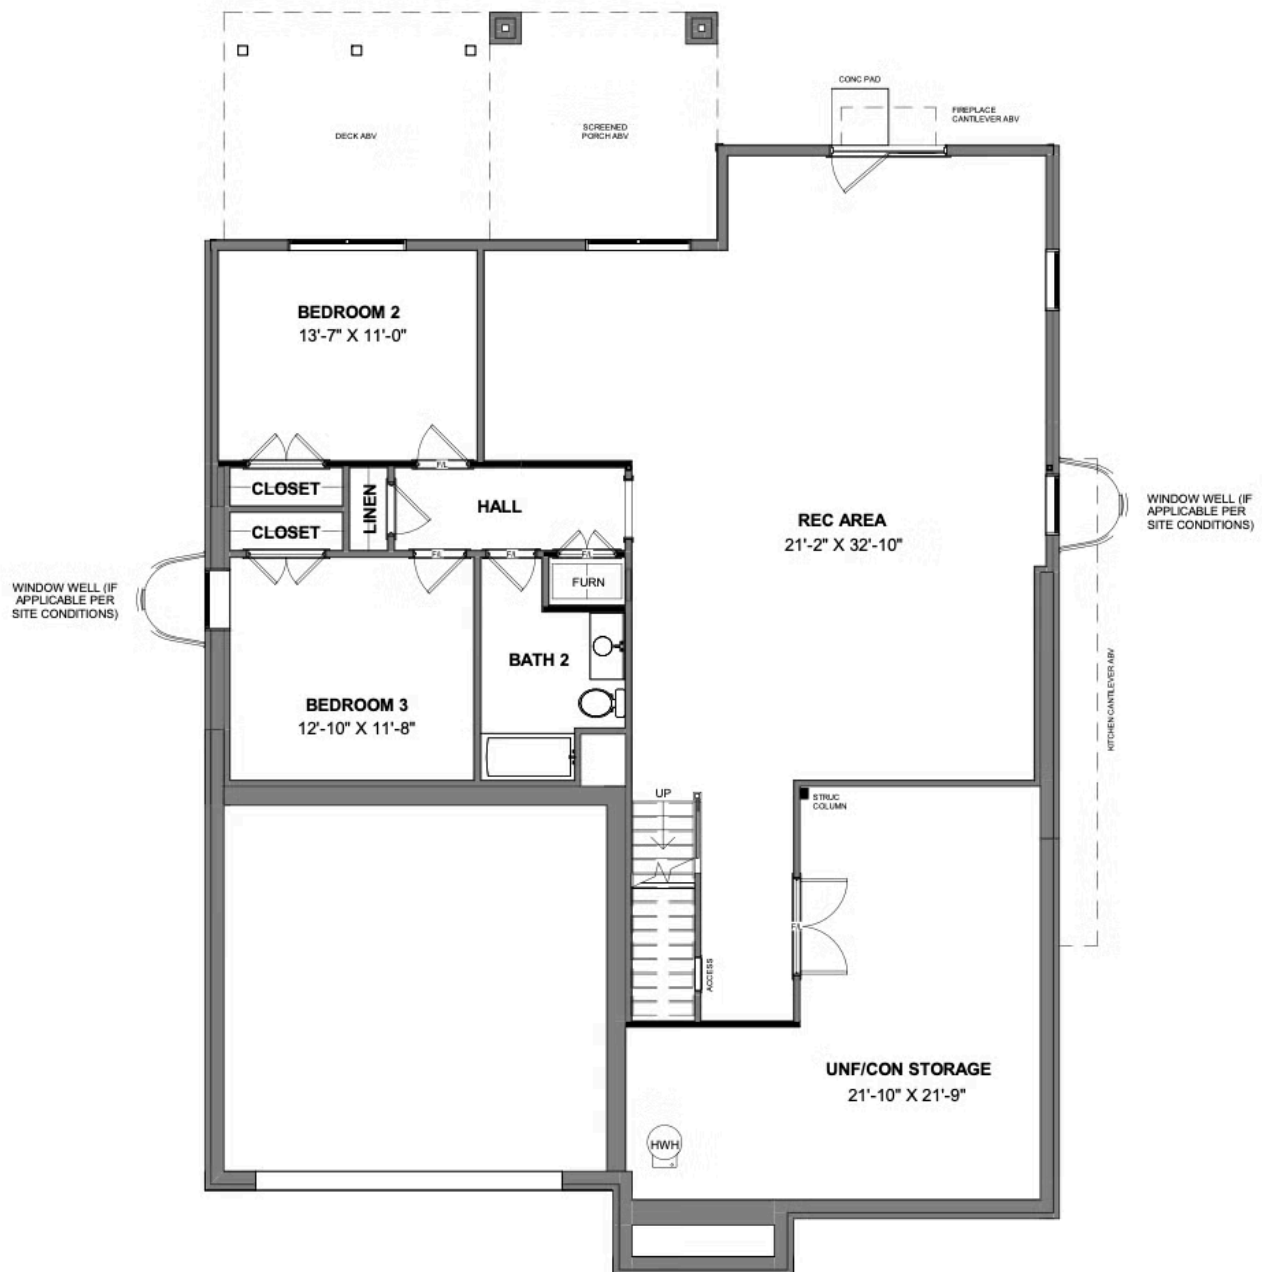 CONC PAD
FIREPLACE
CANTILEVER ABV
DECK ABV
SCREENED
PORCH ABV
BEDROOM 2
13'-7" X 11'-0"
F/L
CLOSET
LINEN
HALL
CLOSET
F/L
F/L
F/L
FURN
REC AREA
21'-2" X 32'-10"
WINDOW WELL (IF
APPLICABLE PER
SITE CONDITIONS)
WINDOW WELL (IF
APPLICABLE PER
SITE CONDITIONS)
BATH 2
BEDROOM 3
12'-10" X 11'-8"
KITCHEN CANTILEVER ABV
UP
STRUC
COLUMN
F/L
ACCESS
UNF/CON STORAGE
21'-10" X 21'-9"
HWH